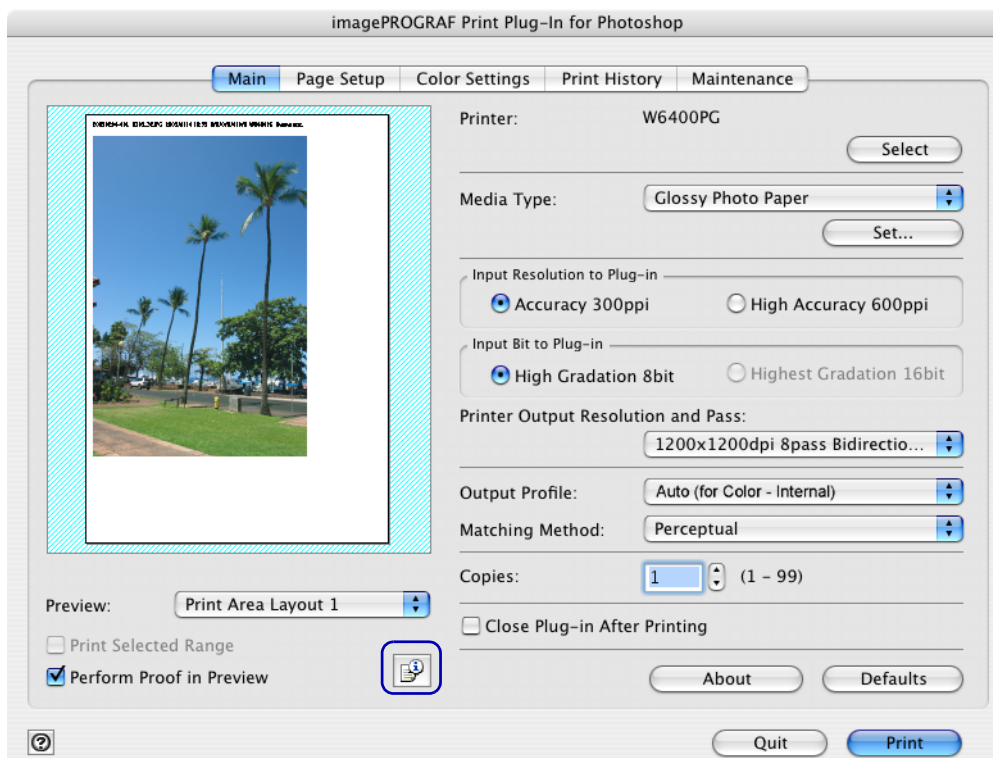 imagePROGRAF Print Plug-In for Photoshop
Main Page Setup Color Settings Print History Maintenance
Printer: W6400PG
Select
Media Type: Glossy Photo Paper
Set...
Input Resolution to Plug-in
Accuracy 300ppi High Accuracy 600ppi
Input Bit to Plug-in
High Gradation 8bit Highest Gradation 16bit
Printer Output Resolution and Pass:
1200x1200dpi 8pass Bidirectio...
Output Profile: Auto (for Color - Internal)
Matching Method: Perceptual
Copies: 1 (1 – 99)
Close Plug-in After Printing
About Defaults
Preview: Print Area Layout 1
Print Selected Range
Perform Proof in Preview
Quit Print